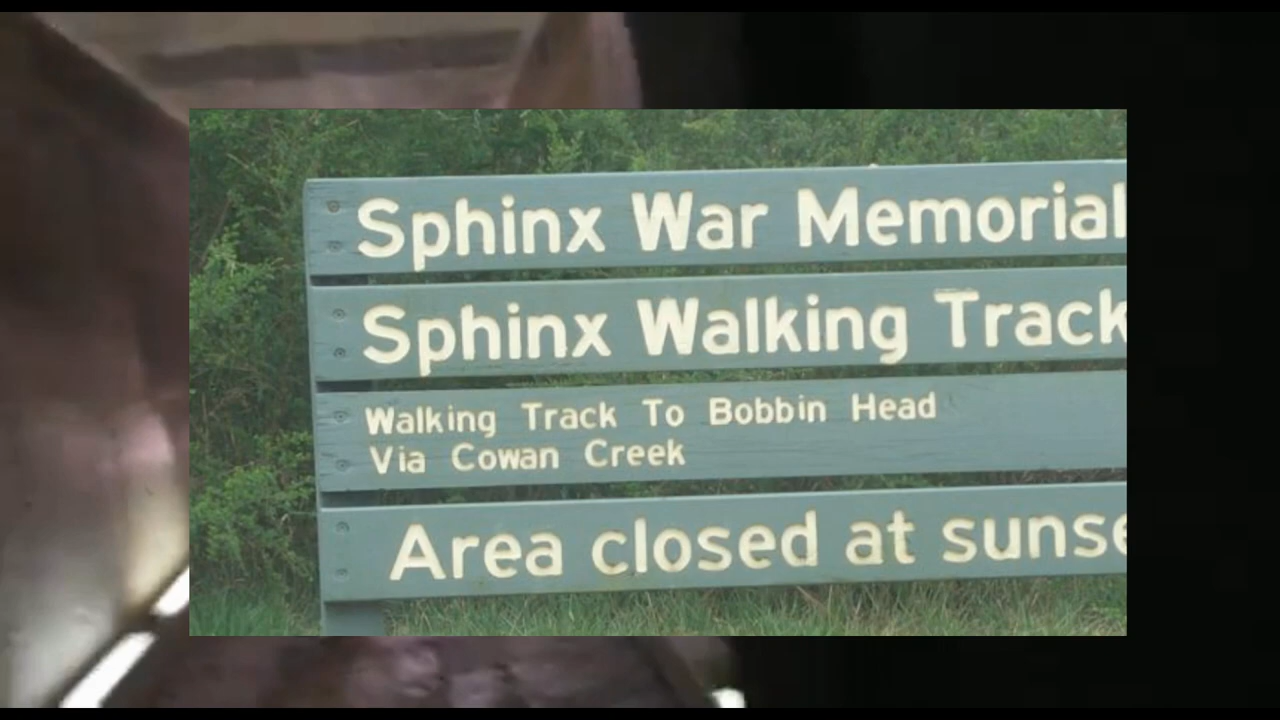 Sphinx War Memorial
Sphinx Walking Track
Walking Track To Bobbin Head
Via Cowan Creek
Area closed at sunse